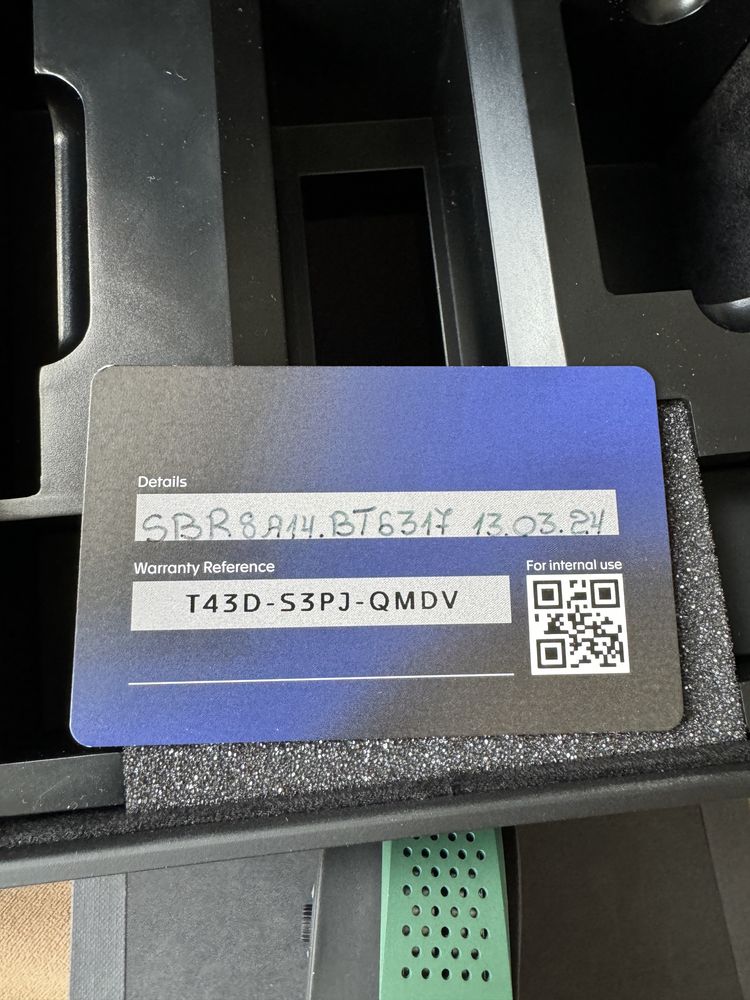 Details
SBR8A14.BT6317 13.03.24
Warranty Reference
For internal use
T43D-S3PJ-QMDV